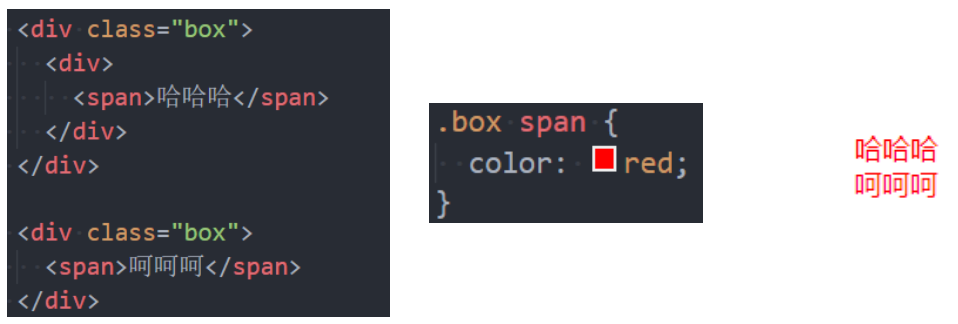 <div class="box">
  <div>
    <span>哈哈哈</span>
  </div>
</div>

<div class="box">
  <span>呵呵呵</span>
</div>
.box span {
  color: red;
}
哈哈哈
呵呵呵